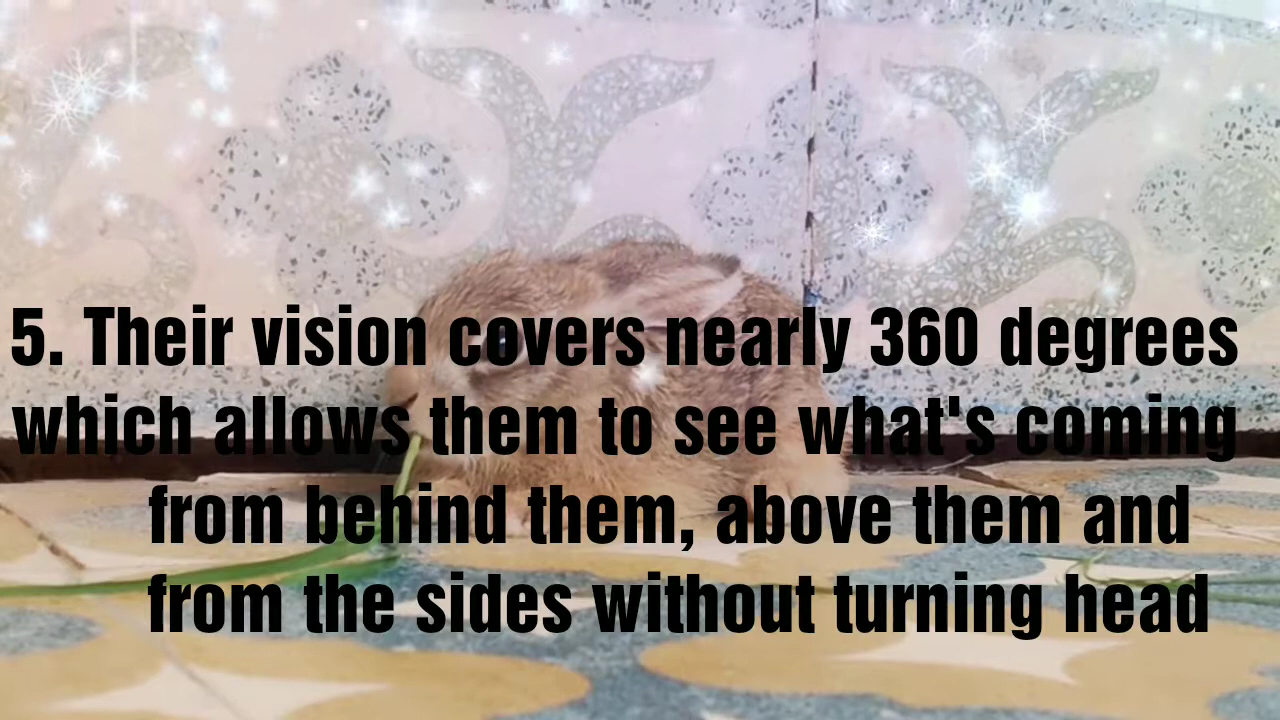 5. Their vision covers nearly 360 degrees
which allows them to see what's coming
from behind them, above them and
from the sides without turning head